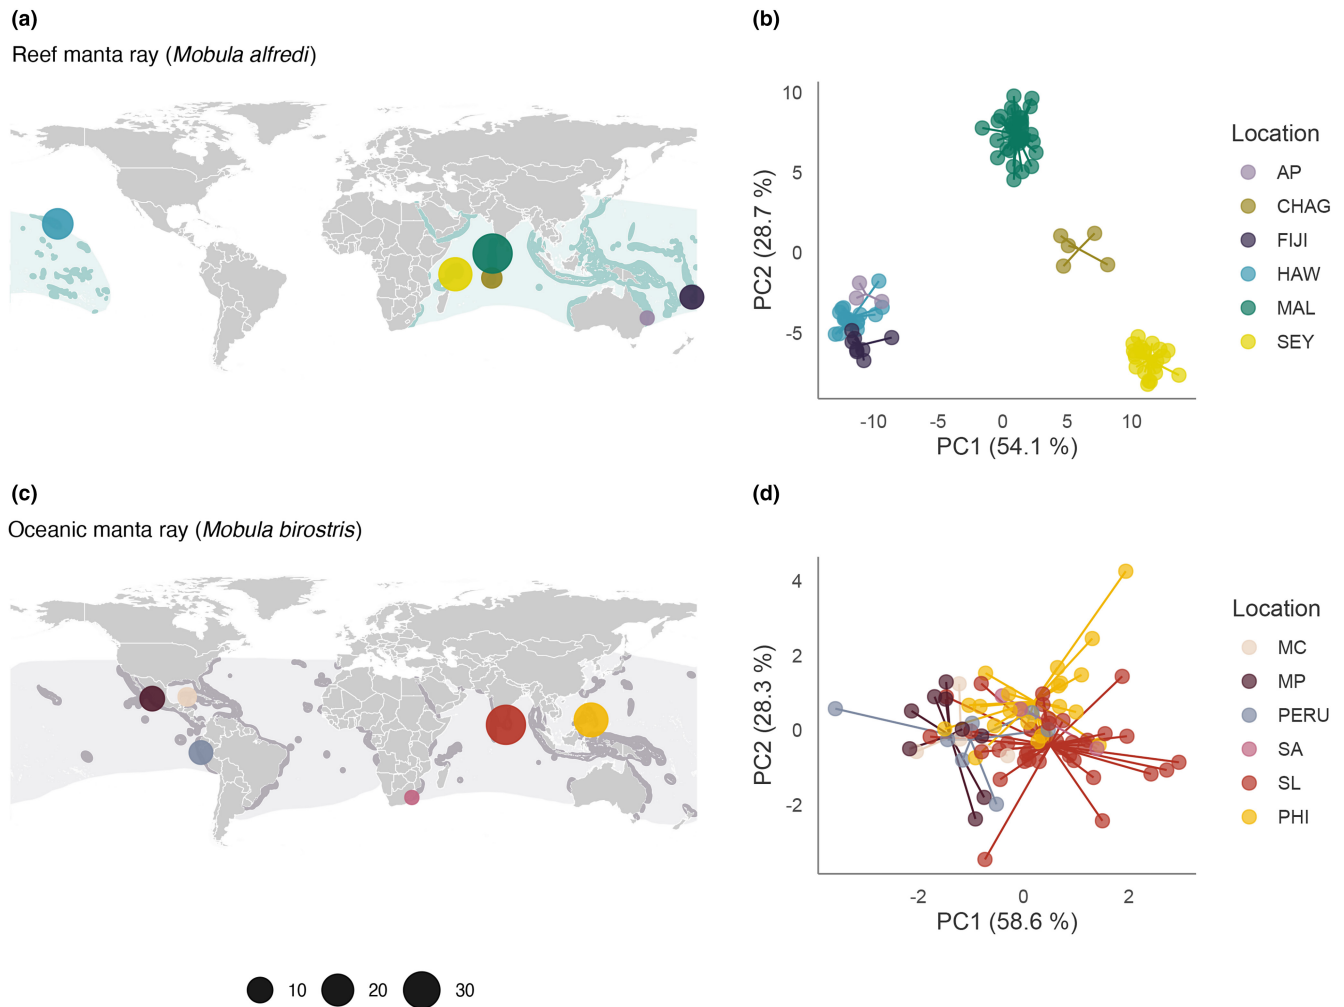 (a)
Reef manta ray (Mobula alfredi)
(b)
10
5
0
-5
PC2 (28.7 %)
-10
-5
0
5
10
PC1 (54.1 %)
Location
AP
CHAG
FIJI
HAW
MAL
SEY
(c)
Oceanic manta ray (Mobula birostris)
(d)
4
2
0
-2
PC2 (28.3 %)
-2
0
2
PC1 (58.6 %)
Location
MC
MP
PERU
SA
SL
PHI
10
20
30